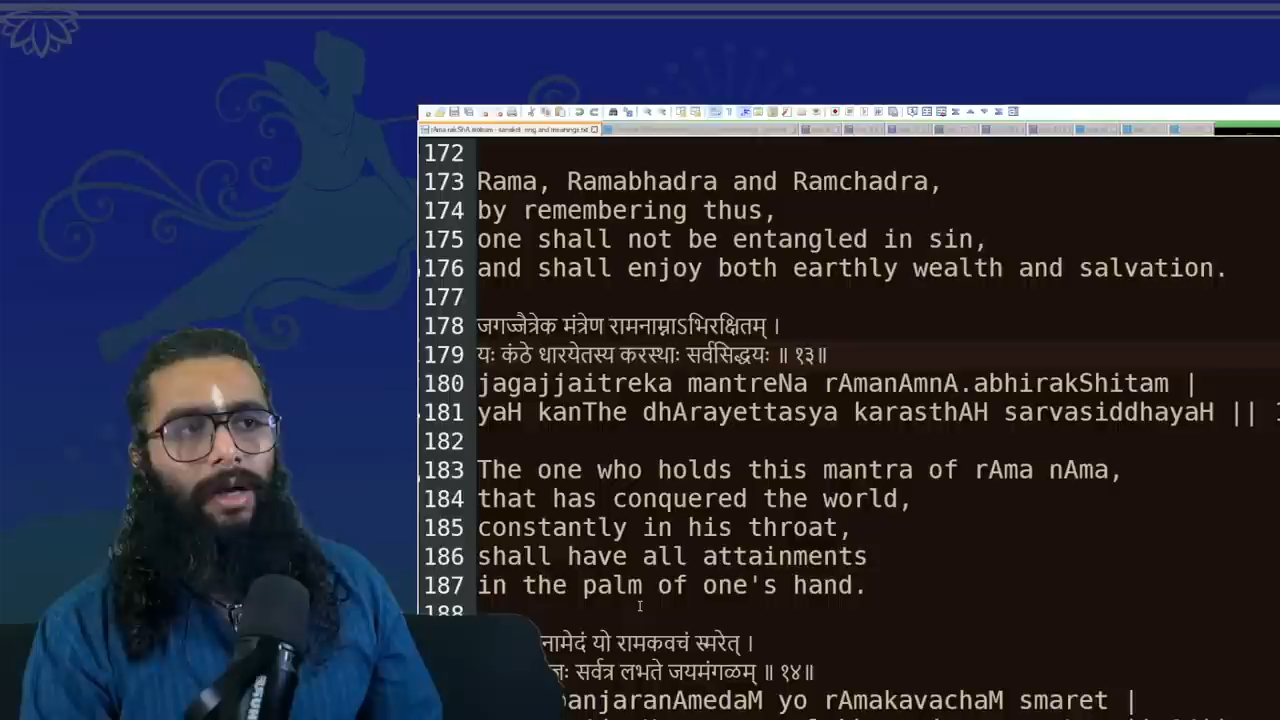 172
173 Rama, Ramabhadra and Ramchadra,
174 by remembering thus,
175 one shall not be entangled in sin,
176 and shall enjoy both earthly wealth and salvation.
177
178 जगज्जैत्रेक मंत्रेण रामनाम्नाऽभिरक्षितम् ।
179 यः कंठे धारयेतस्य करस्थाः सर्वसिद्धयः ॥ १३॥
180 jagajjaitreka mantreNa rAmanAmnA.abhirakShitam |
181 yaH kanThe dhArayettasya karasthAH sarvasiddhayaH ||
182
183 The one who holds this mantra of rAma nAma,
184 that has conquered the world,
185 constantly in his throat,
186 shall have all attainments
187 in the palm of one's hand.
188
नामेदं यो रामकवचं स्मरेत् ।
सर्वत्र लभते जयमंगळम् ॥ १४॥
panjaranAmedaM yo rAmakavachaM smaret |